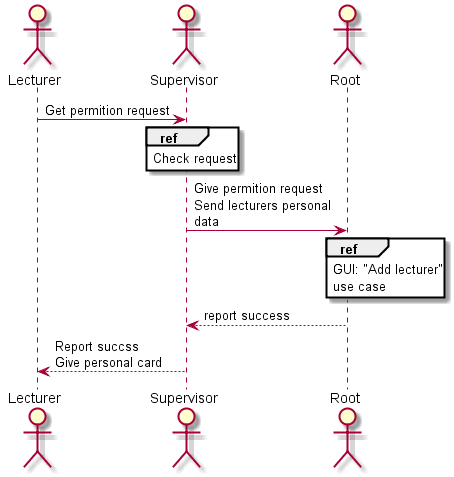 Lecturer Supervisor Root
Get permition request
ref
Check request
Give permition request
Send lecturers personal
data
ref
GUI: "Add lecturer"
use case
report success
Report succss
Give personal card
Lecturer Supervisor Root